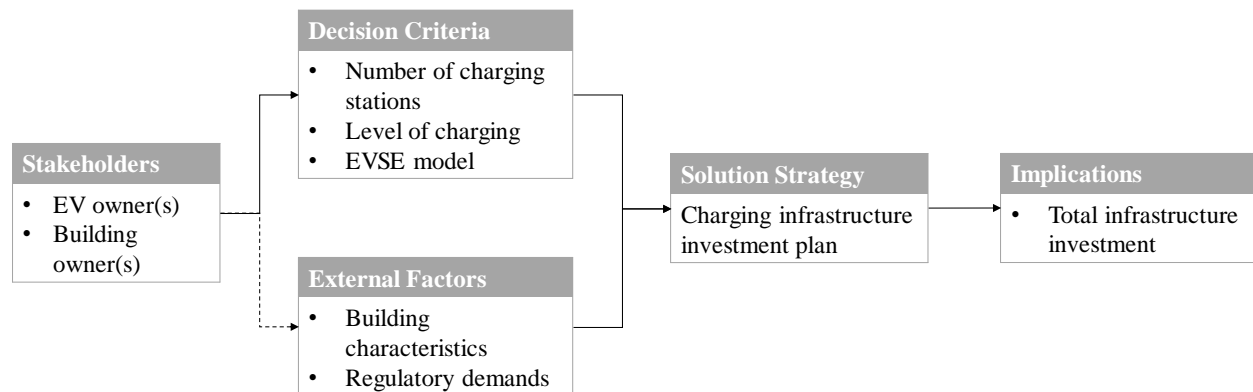 Stakeholders
• EV owner(s)
• Building
owner(s)
Decision Criteria
• Number of charging
stations
• Level of charging
• EVSE model
External Factors
• Building
characteristics
• Regulatory demands
Solution Strategy
Charging infrastructure
investment plan
Implications
• Total infrastructure
investment